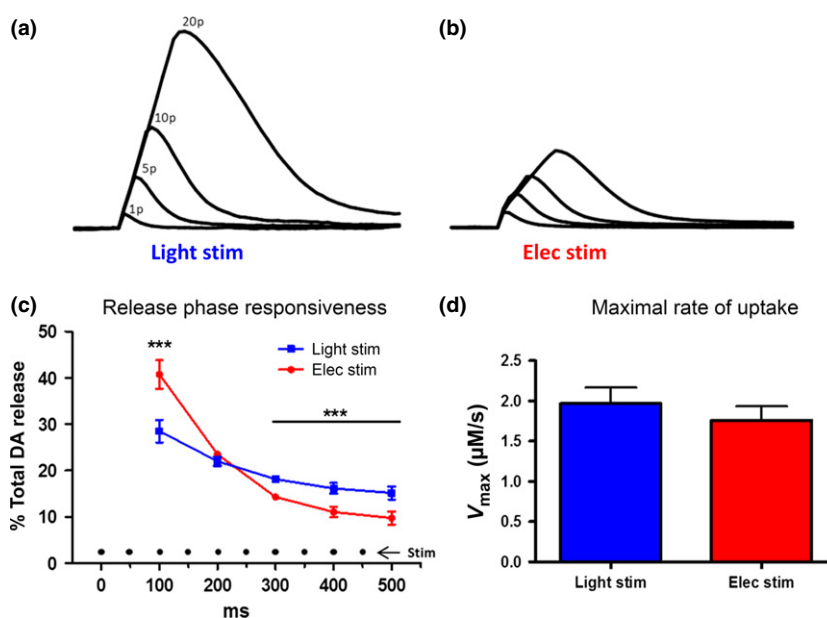 (a)
20p
10p
5p
1p
Light stim
(b)
Elec stim
(c)
Release phase responsiveness
50
40
30
20
10
0
% Total DA release
***
Light stim
Elec stim
***
Stim
0 100 200 300 400 500
ms
(d)
Maximal rate of uptake
2.5
2.0
1.5
1.0
0.5
0.0
Vmax (µM/s)
Light stim Elec stim